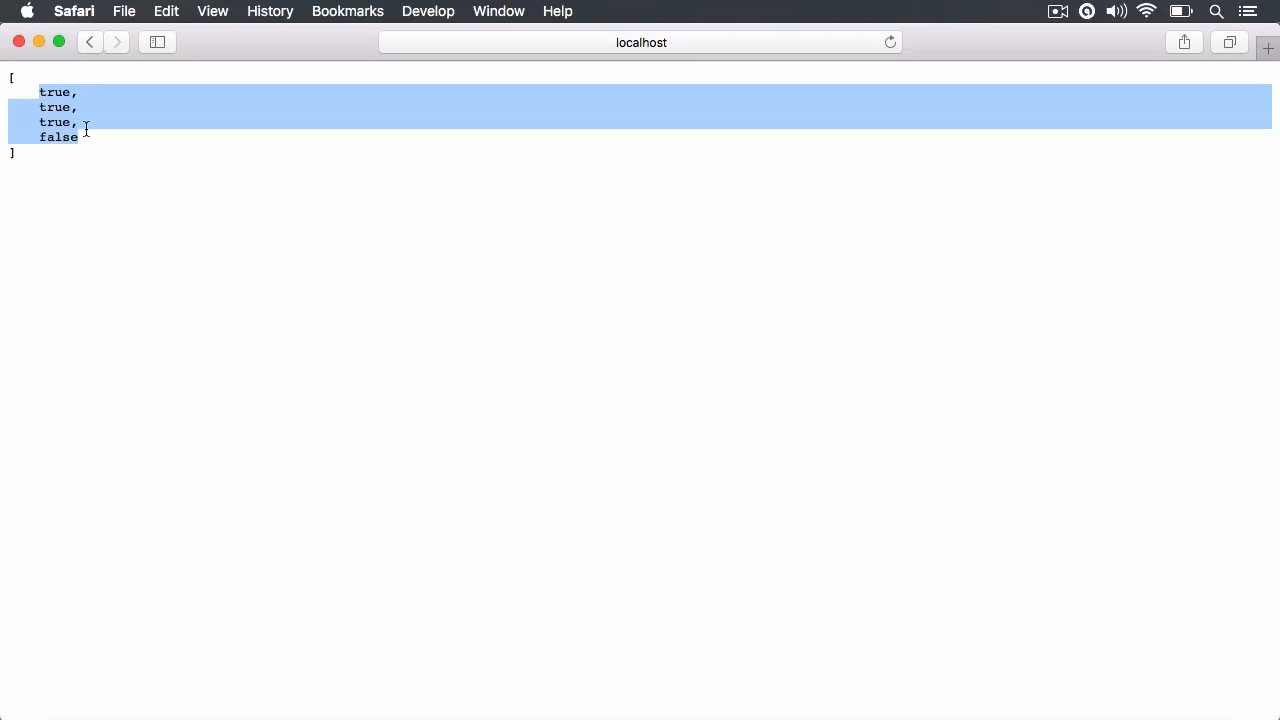 Safari File Edit View History Bookmarks Develop Window Help
localhost
[
    true,
    true,
    true,
    false
]